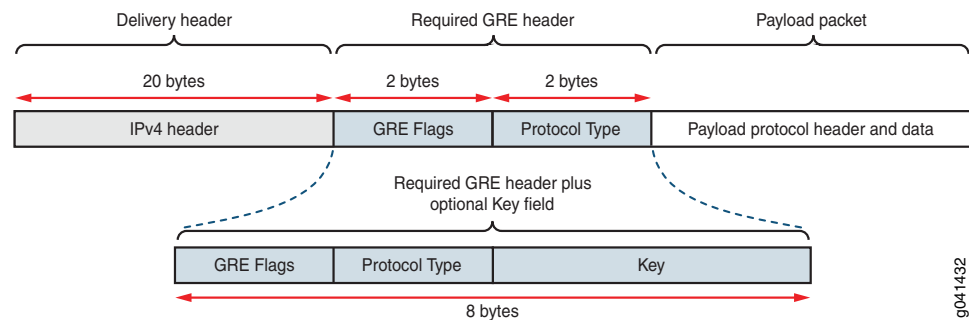 Delivery header
Required GRE header
Payload packet
20 bytes
2 bytes
2 bytes
IPv4 header
GRE Flags
Protocol Type
Payload protocol header and data
Required GRE header plus
optional Key field
GRE Flags
Protocol Type
Key
8 bytes
g041432